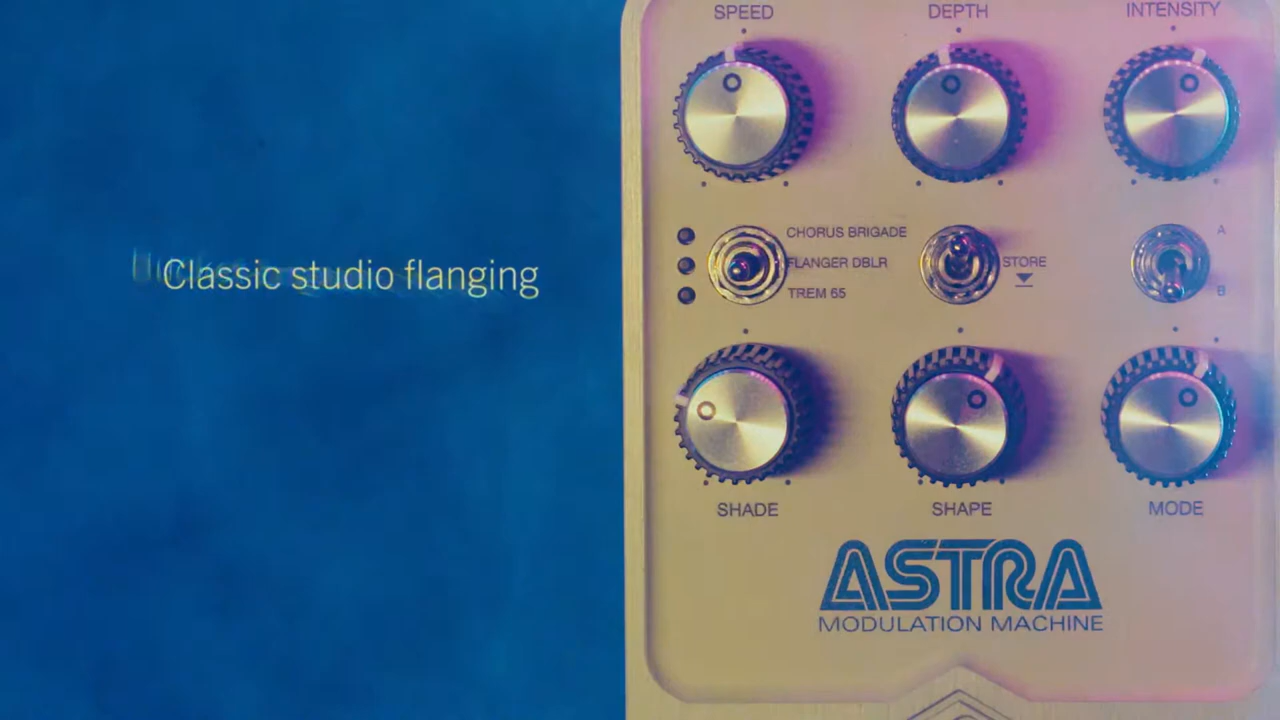 SPEED
DEPTH
INTENSITY
Classic studio flanging
CHORUS BRIGADE
FLANGER DBLR
TREM 65
STORE
A
B
SHADE
SHAPE
MODE
ASTRA
MODULATION MACHINE